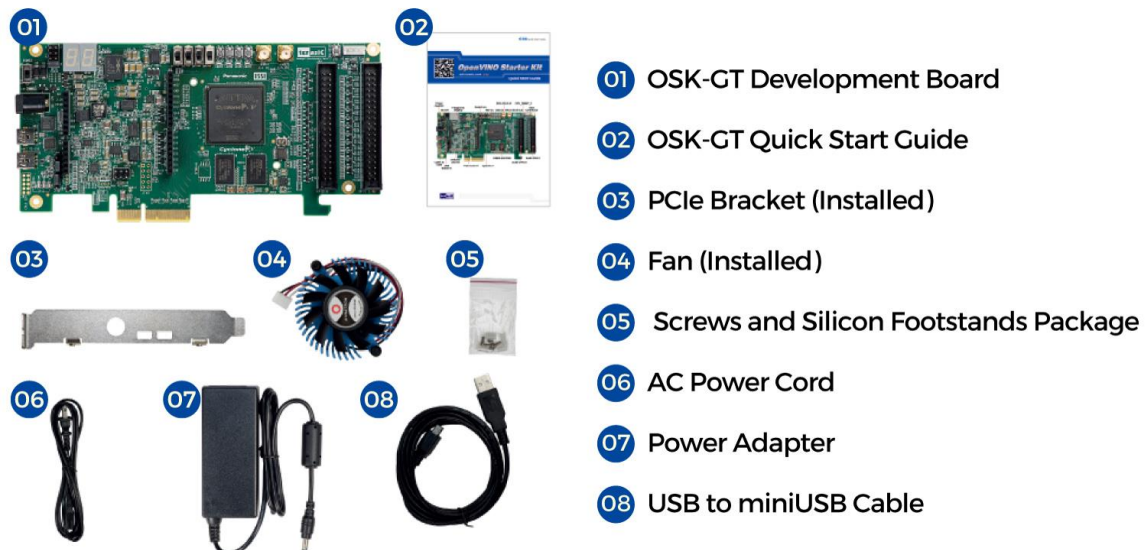 01
02
Panasonic
Cyclone V
OpenVINO Starter Kit
03
04
05
06
07
08
01 OSK-GT Development Board
02 OSK-GT Quick Start Guide
03 PCIe Bracket (Installed)
04 Fan (Installed)
05 Screws and Silicon Footstands Package
06 AC Power Cord
07 Power Adapter
08 USB to miniUSB Cable